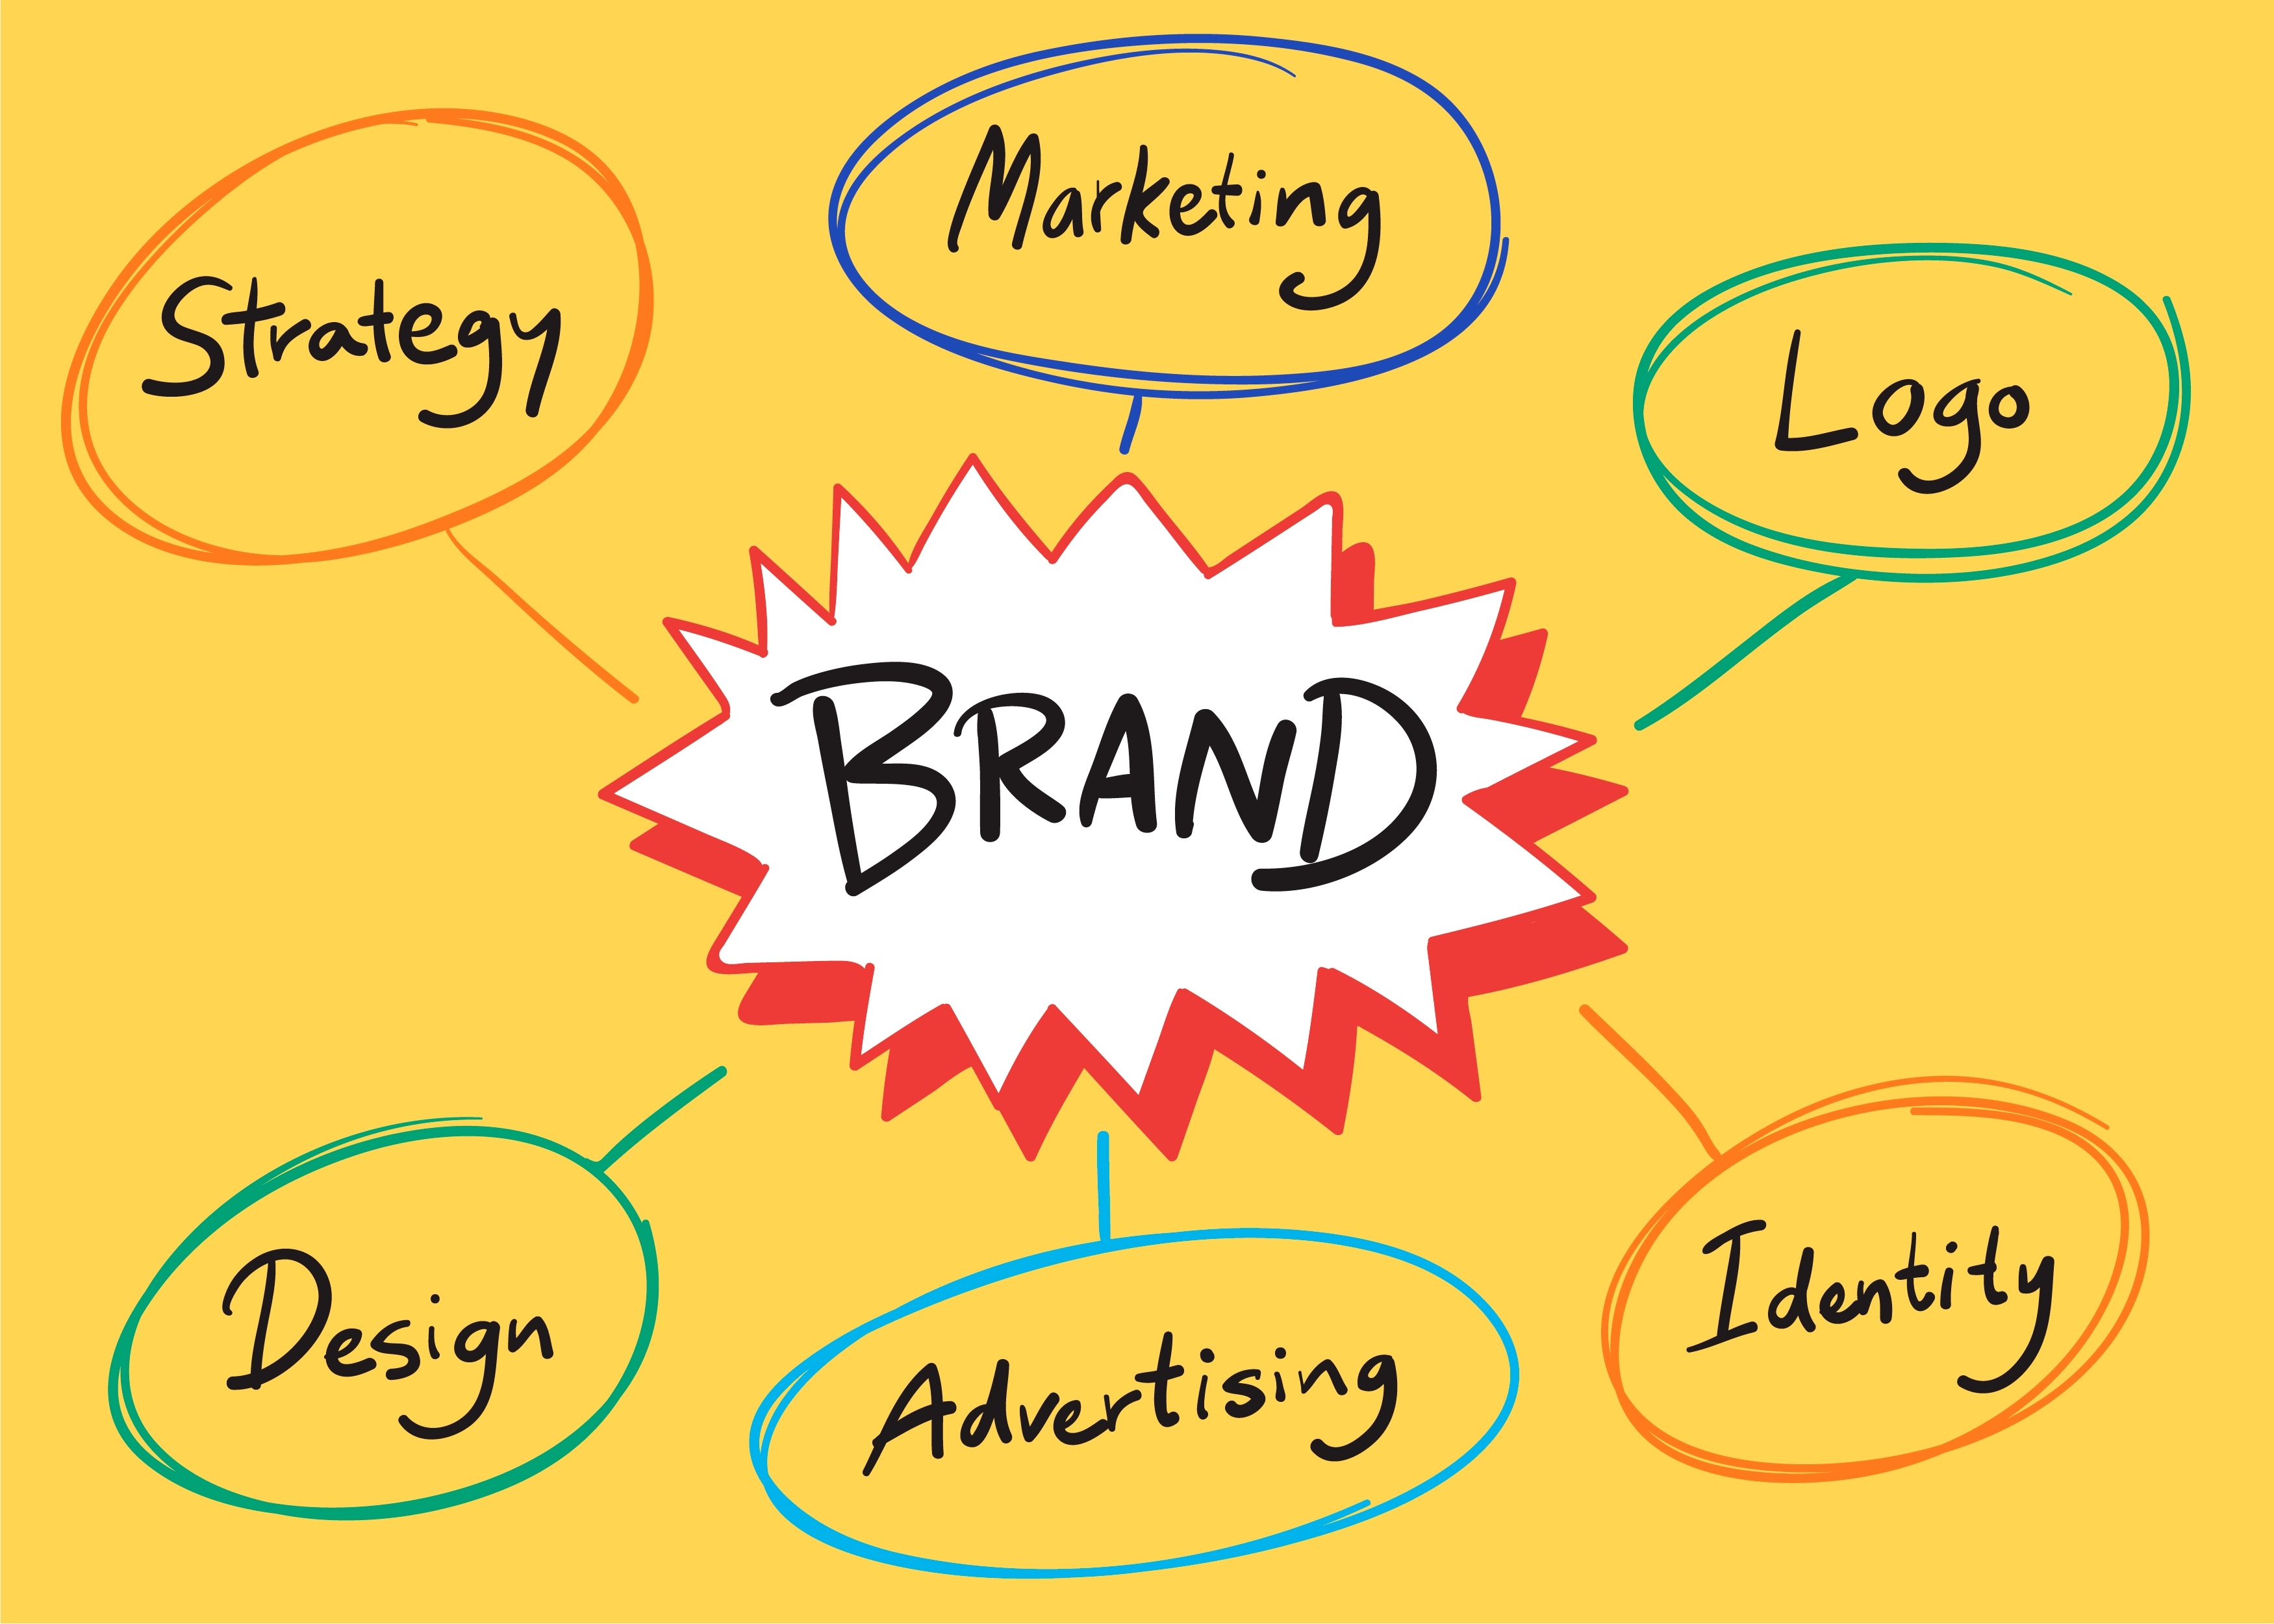 Marketing
Strategy
Logo
BRAND
Design
Advertising
Identity